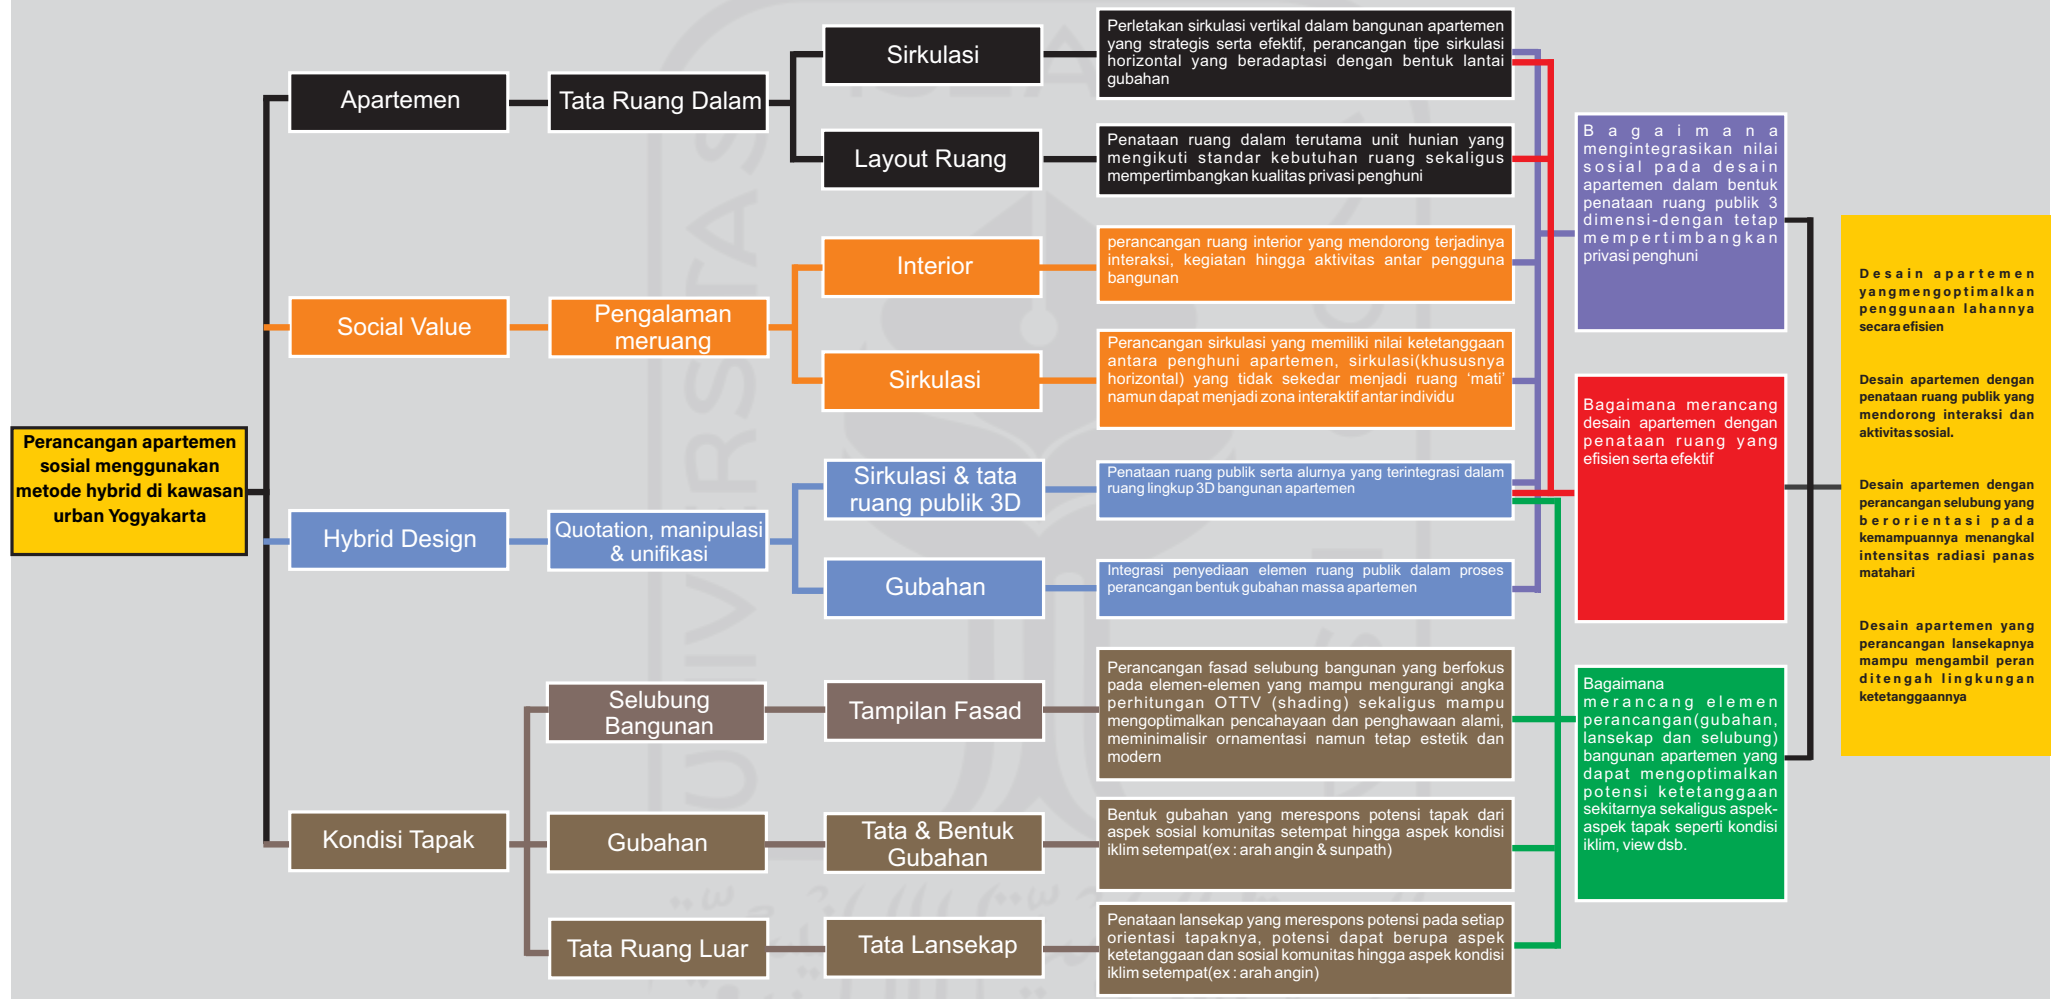 Perancangan apartemen
sosial menggunakan
metode hybrid di kawasan
urban Yogyakarta
Apartemen
Tata Ruang Dalam
Sirkulasi
Perletakan sirkulasi vertikal dalam bangunan apartemen
yang strategis serta efektif, perancangan tipe sirkulasi
horizontal yang beradaptasi dengan bentuk lantai
gubahan
Layout Ruang
Penataan ruang dalam terutama unit hunian yang
mengikuti standar kebutuhan ruang sekaligus
mempertimbangkan kualitas privasi penghuni
Social Value
Pengalaman
meruang
Interior
perancangan ruang interior yang mendorong terjadinya
interaksi, kegiatan hingga aktivitas antar pengguna
bangunan
Sirkulasi
Perancangan sirkulasi yang memiliki nilai ketetanggaan
antara penghuni apartemen, sirkulasi(khususnya
horizontal) yang tidak sekedar menjadi ruang ‘mati’
namun dapat menjadi zona interaktif antar individu
Hybrid Design
Quotation, manipulasi
& unifikasi
Sirkulasi & tata
ruang publik 3D
Penataan ruang publik serta alurnya yang terintegrasi dalam
ruang lingkup 3D bangunan apartemen
Gubahan
Integrasi penyediaan elemen ruang publik dalam proses
perancangan bentuk gubahan massa apartemen
Kondisi Tapak
Selubung
Bangunan
Tampilan Fasad
Perancangan fasad selubung bangunan yang berfokus
pada elemen-elemen yang mampu mengurangi angka
perhitungan OTTV (shading) sekaligus mampu
mengoptimalkan pencahayaan dan penghawaan alami,
meminimalisir ornamentasi namun tetap estetik dan
modern
Gubahan
Tata & Bentuk
Gubahan
Bentuk gubahan yang merespons potensi tapak dari
aspek sosial komunitas setempat hingga aspek kondisi
iklim setempat(ex : arah angin & sunpath)
Tata Ruang Luar
Tata Lansekap
Penataan lansekap yang merespons potensi pada setiap
orientasi tapaknya, potensi dapat berupa aspek
ketetanggaan dan sosial komunitas hingga aspek kondisi
iklim setempat(ex : arah angin)
Bagaimana
mengintegrasikan nilai
sosial pada desain
apartemen dalam bentuk
penataan ruang publik 3
dimensi-dengan tetap
mempertimbangkan
privasi penghuni
Bagaimana merancang
desain apartemen dengan
penataan ruang yang
efisien serta efektif
Bagaimana
merancang elemen
perancangan(gubahan,
lansekap dan selubung)
bangunan apartemen yang
dapat mengoptimalkan
potensi ketetanggaan
sekitarnya sekaligus aspek-
aspek tapak seperti kondisi
iklim, view dsb.
Desain apartemen
yangmengoptimalkan
penggunaan lahannya
secara efisien
Desain apartemen dengan
penataan ruang publik yang
mendorong interaksi dan
aktivitas sosial.
Desain apartemen dengan
perancangan selubung yang
berorientasi pada
kemampuannya menangkal
intensitas radiasi panas
matahari
Desain apartemen yang
perancangan lansekapnya
mampu mengambil peran
ditengah lingkungan
ketetanggaannya